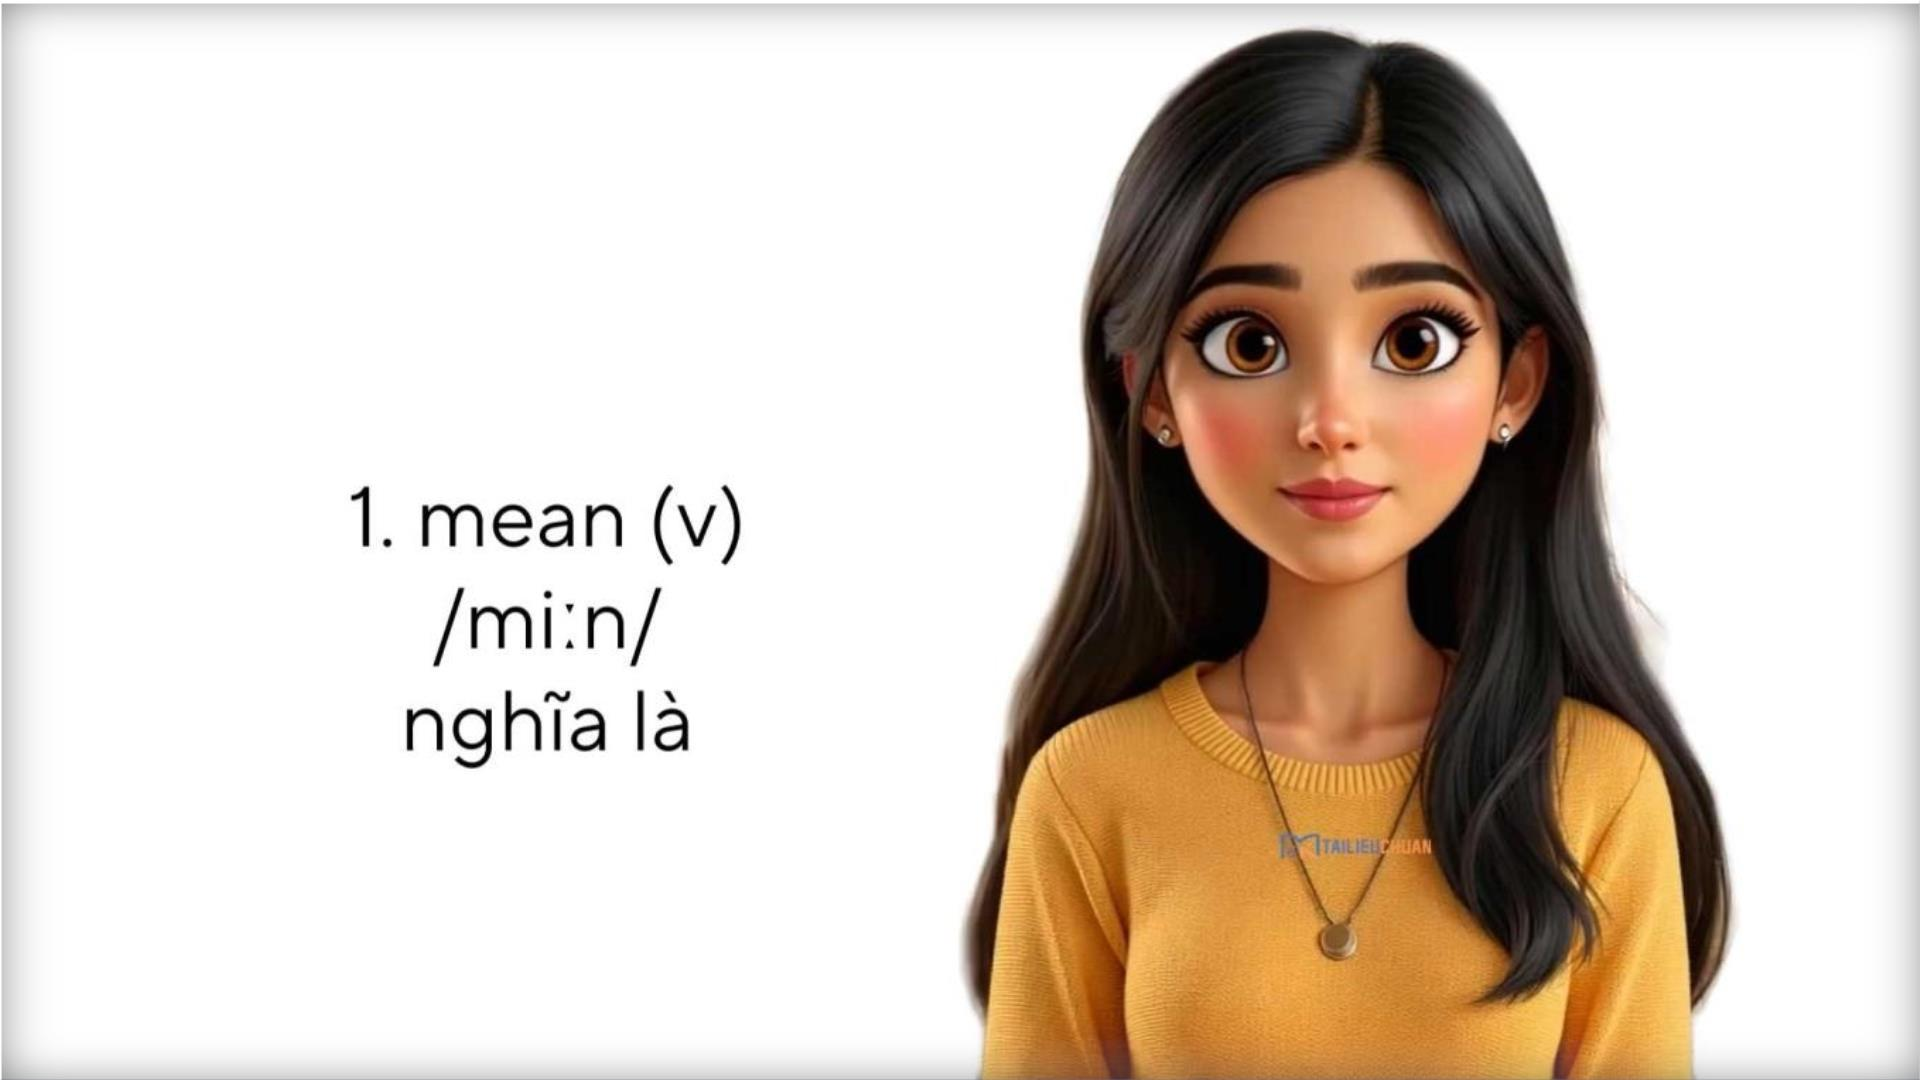 1. mean (v)
/miːn/
nghĩa là
TAILIEUCHUAN